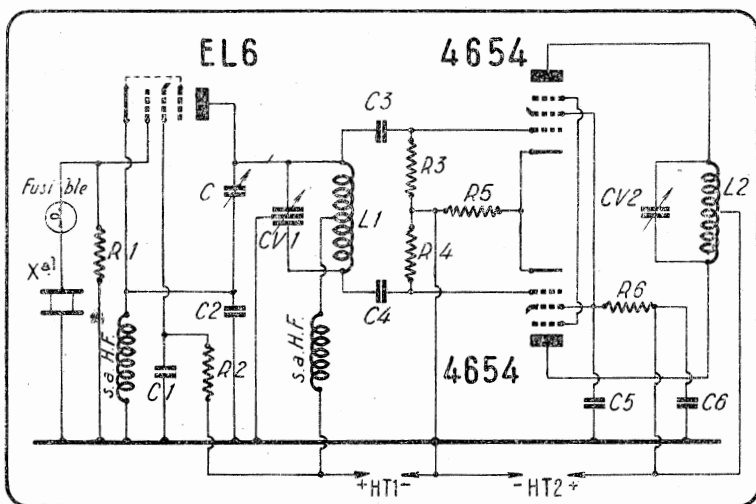 EL6
4654
C3
Fusible
R3
C
R5
CV2
L2
R1
CV1
L1
Xal
R4
C2
C4
R6
s.a H.F.
s.a H.F.
C1
R2
4654
C5
C6
+HT1-
-HT2+